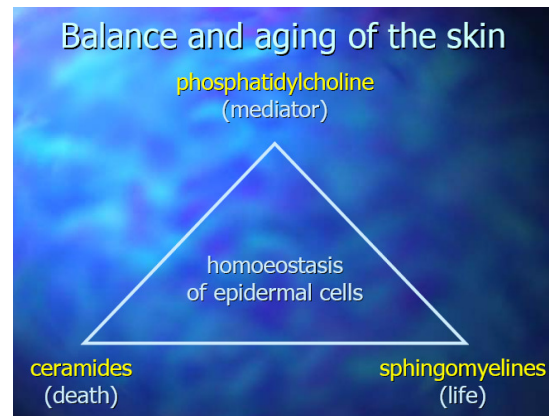 Balance and aging of the skin
phosphatidylcholine
(mediator)
homoeostasis
of epidermal cells
ceramides
(death)
sphingomyelines
(life)